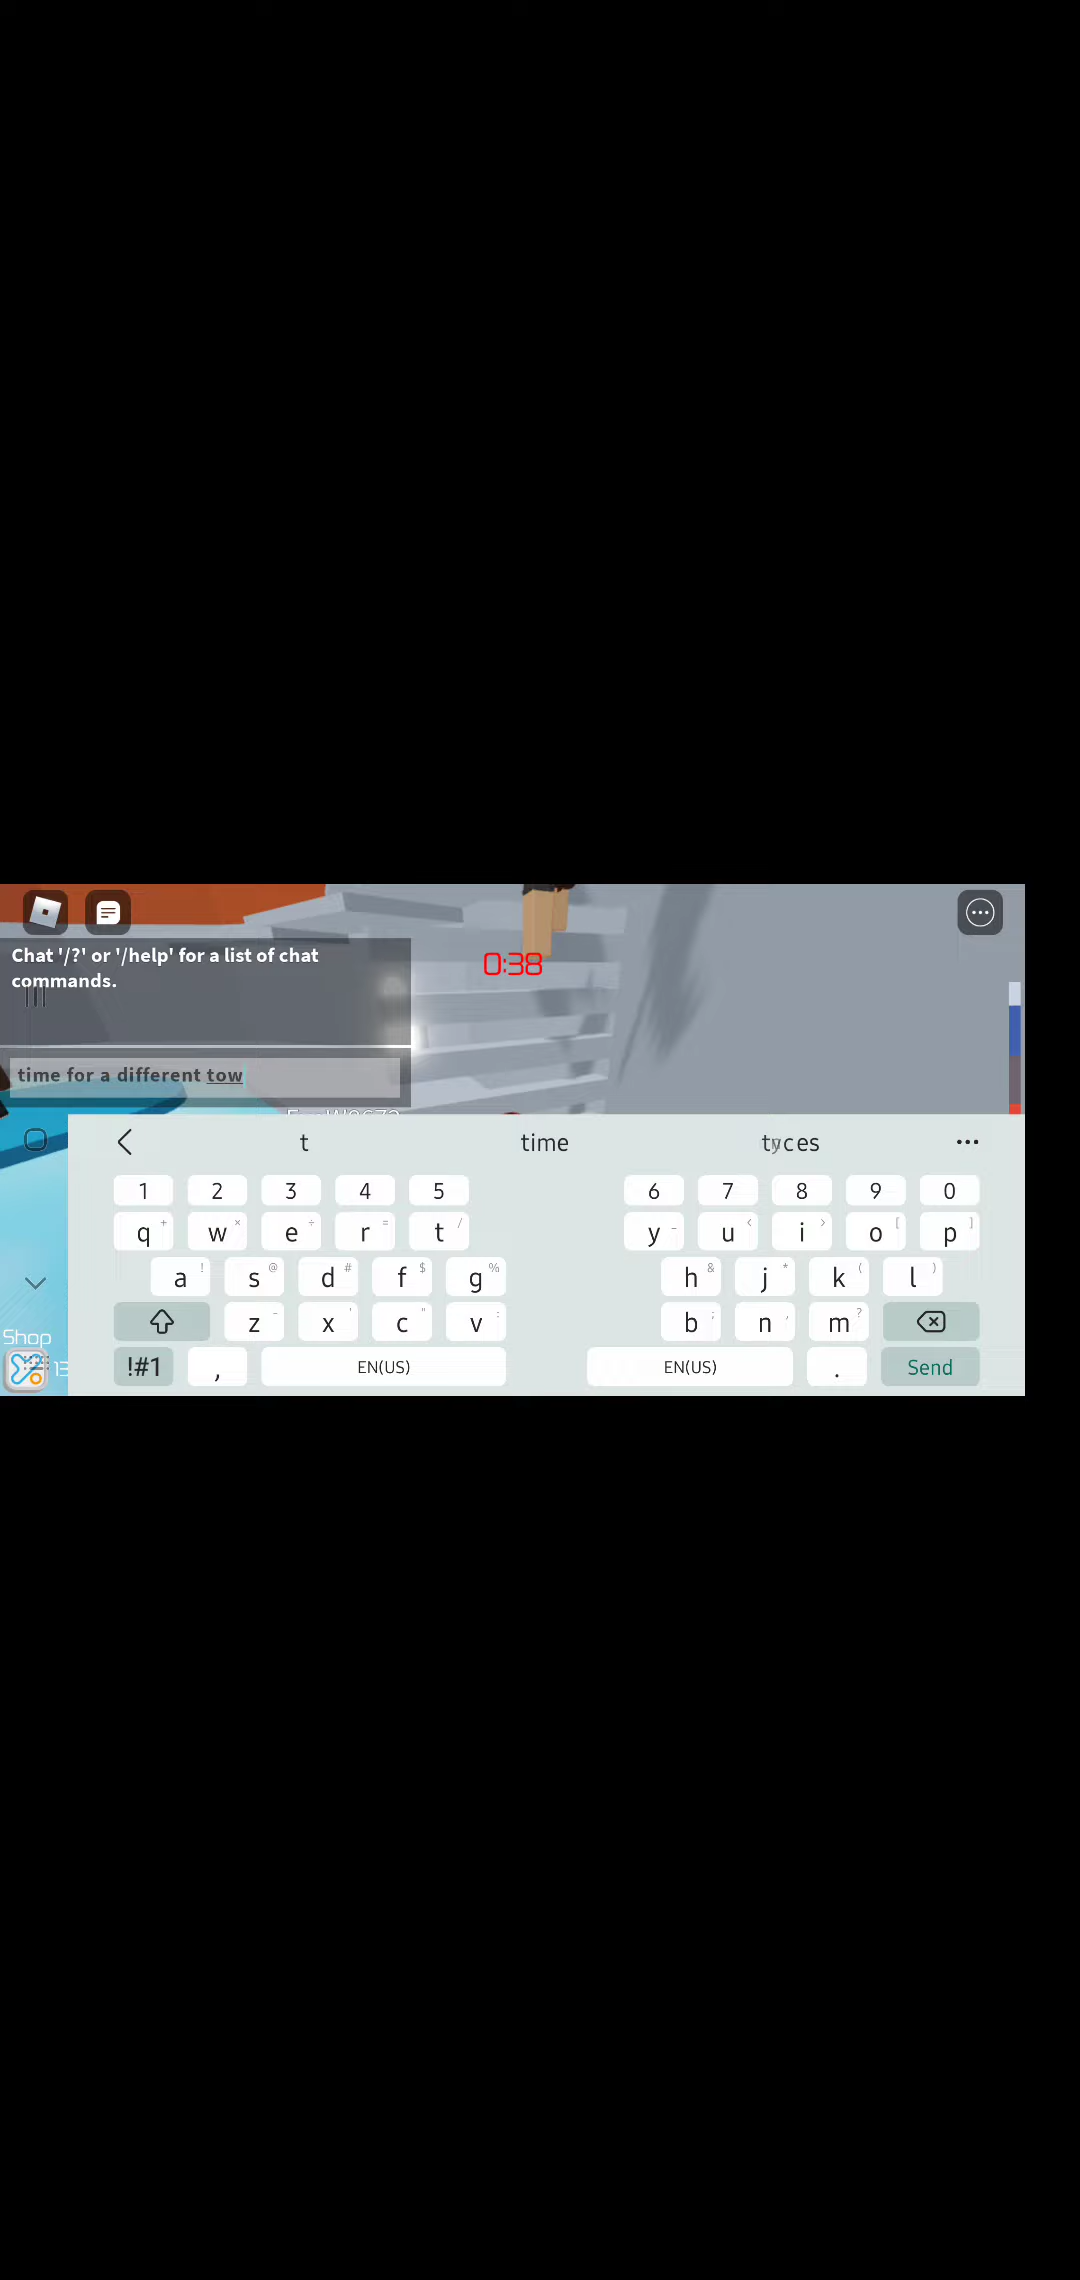 Chat '/?' or '/help' for a list of chat
commands.
0:38
time for a different tow
t time
1 2 3 4 5 6 7 8 9 0
q + w × e ÷ r = t / y _ u < i > o [ p ]
a ! s @ d # f $ g % h & j * k ( l )
z - x ' c " v : b ; n , m ?
Shop
13
!#1 , EN(US) EN(US) . Send